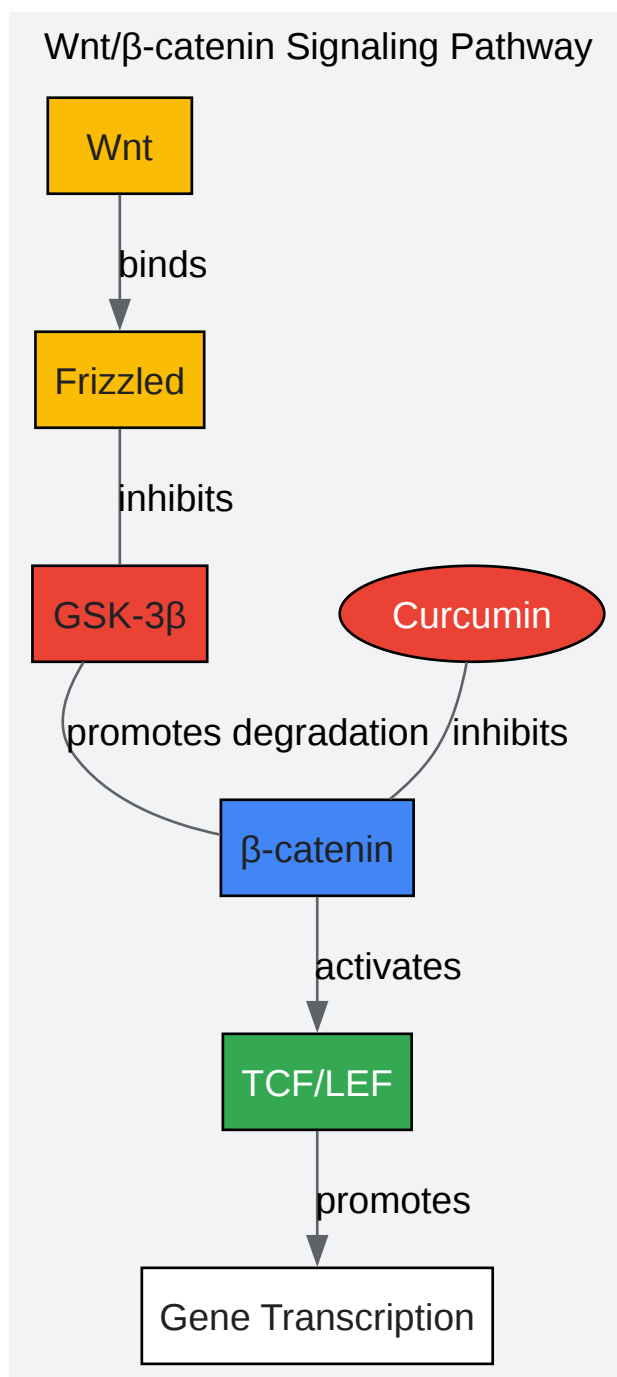 Wnt/β-catenin Signaling Pathway
Wnt
binds
Frizzled
inhibits
GSK-3β
Curcumin
promotes degradation
inhibits
β-catenin
activates
TCF/LEF
promotes
Gene Transcription